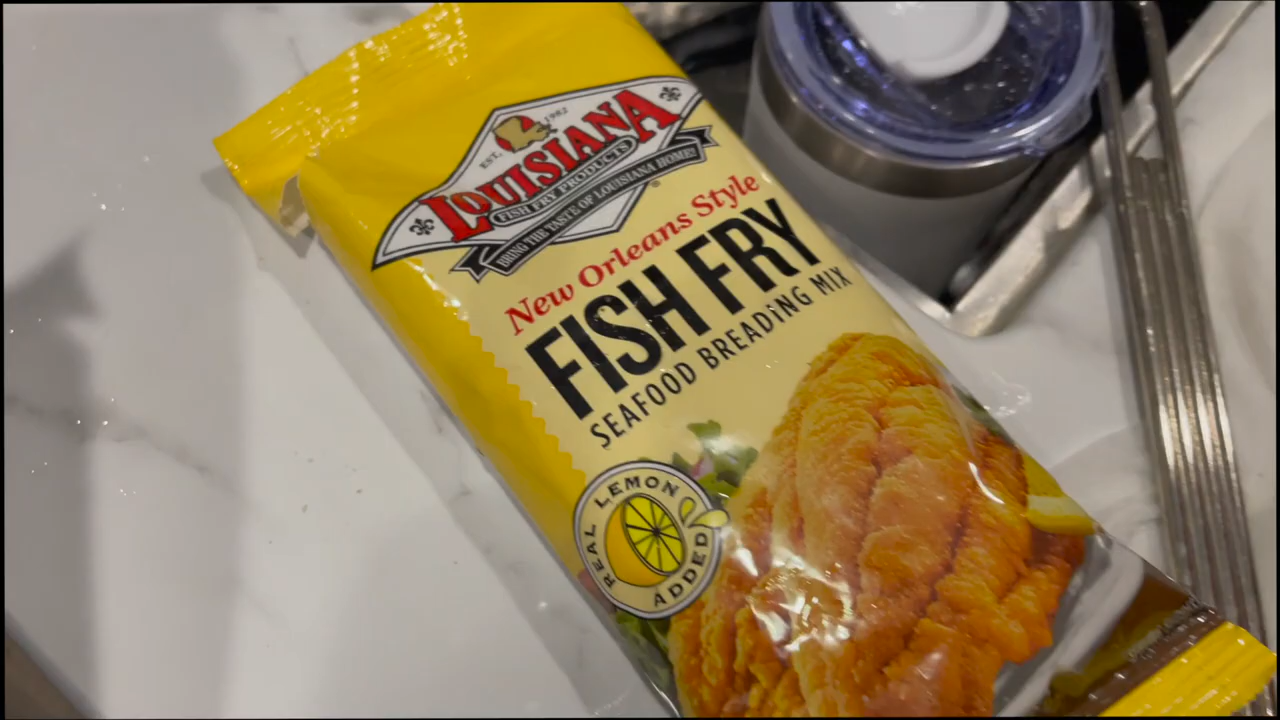 EST. 1982
LOUISIANA
FISH FRY PRODUCTS
BRING THE TASTE OF LOUISIANA HOME!®
New Orleans Style
FISH FRY
SEAFOOD BREADING MIX
REAL LEMON ADDED